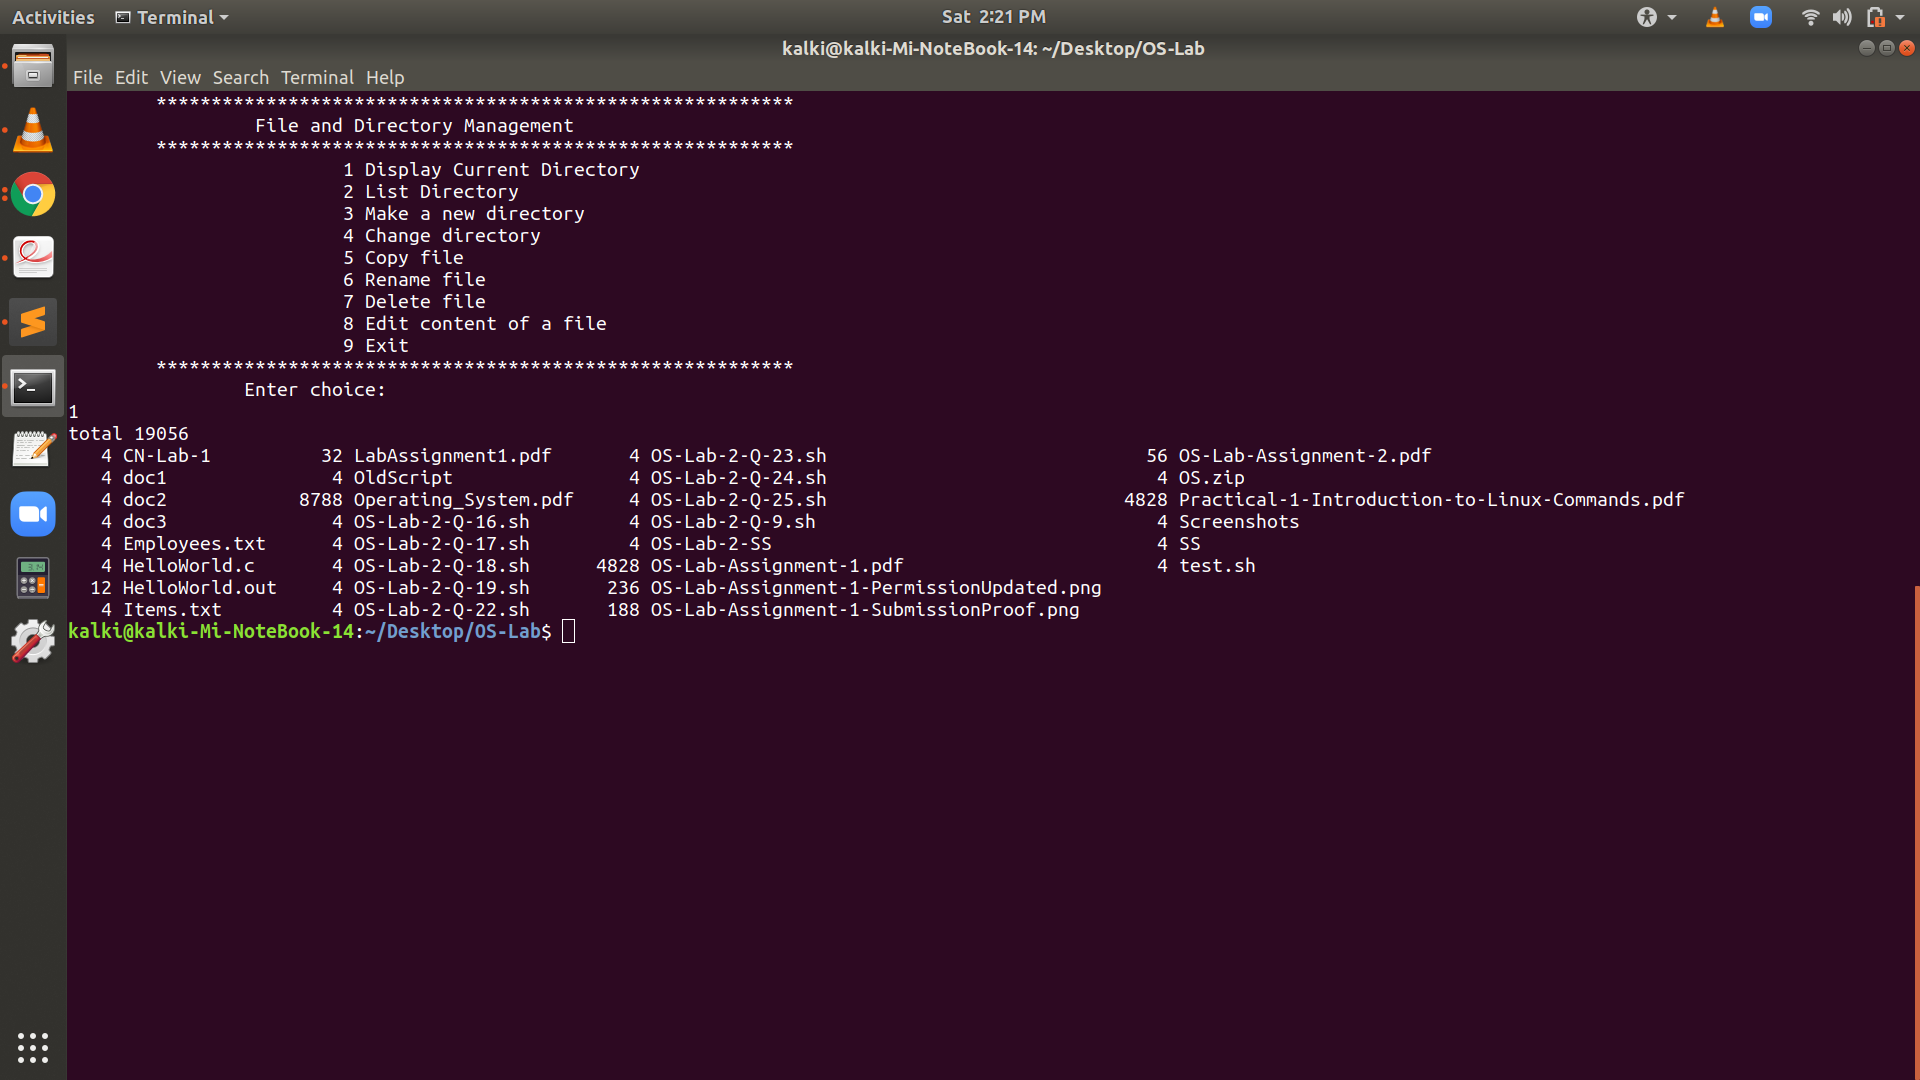 Activities Terminal Sat 2:21 PM
kalki@kalki-Mi-NoteBook-14: ~/Desktop/OS-Lab
File Edit View Search Terminal Help
**********************************************************
File and Directory Management
**********************************************************
1 Display Current Directory
2 List Directory
3 Make a new directory
4 Change directory
5 Copy file
6 Rename file
7 Delete file
8 Edit content of a file
9 Exit
**********************************************************
Enter choice:
1
total 19056
4 CN-Lab-1 32 LabAssignment1.pdf 4 OS-Lab-2-Q-23.sh 56 OS-Lab-Assignment-2.pdf
4 doc1 4 OldScript 4 OS-Lab-2-Q-24.sh 4 OS.zip
4 doc2 8788 Operating_System.pdf 4 OS-Lab-2-Q-25.sh 4828 Practical-1-Introduction-to-Linux-Commands.pdf
4 doc3 4 OS-Lab-2-Q-16.sh 4 OS-Lab-2-Q-9.sh 4 Screenshots
4 Employees.txt 4 OS-Lab-2-Q-17.sh 4 OS-Lab-2-SS 4 SS
4 HelloWorld.c 4 OS-Lab-2-Q-18.sh 4828 OS-Lab-Assignment-1.pdf 4 test.sh
12 HelloWorld.out 4 OS-Lab-2-Q-19.sh 236 OS-Lab-Assignment-1-PermissionUpdated.png
4 Items.txt 4 OS-Lab-2-Q-22.sh 188 OS-Lab-Assignment-1-SubmissionProof.png
kalki@kalki-Mi-NoteBook-14:~/Desktop/OS-Lab$